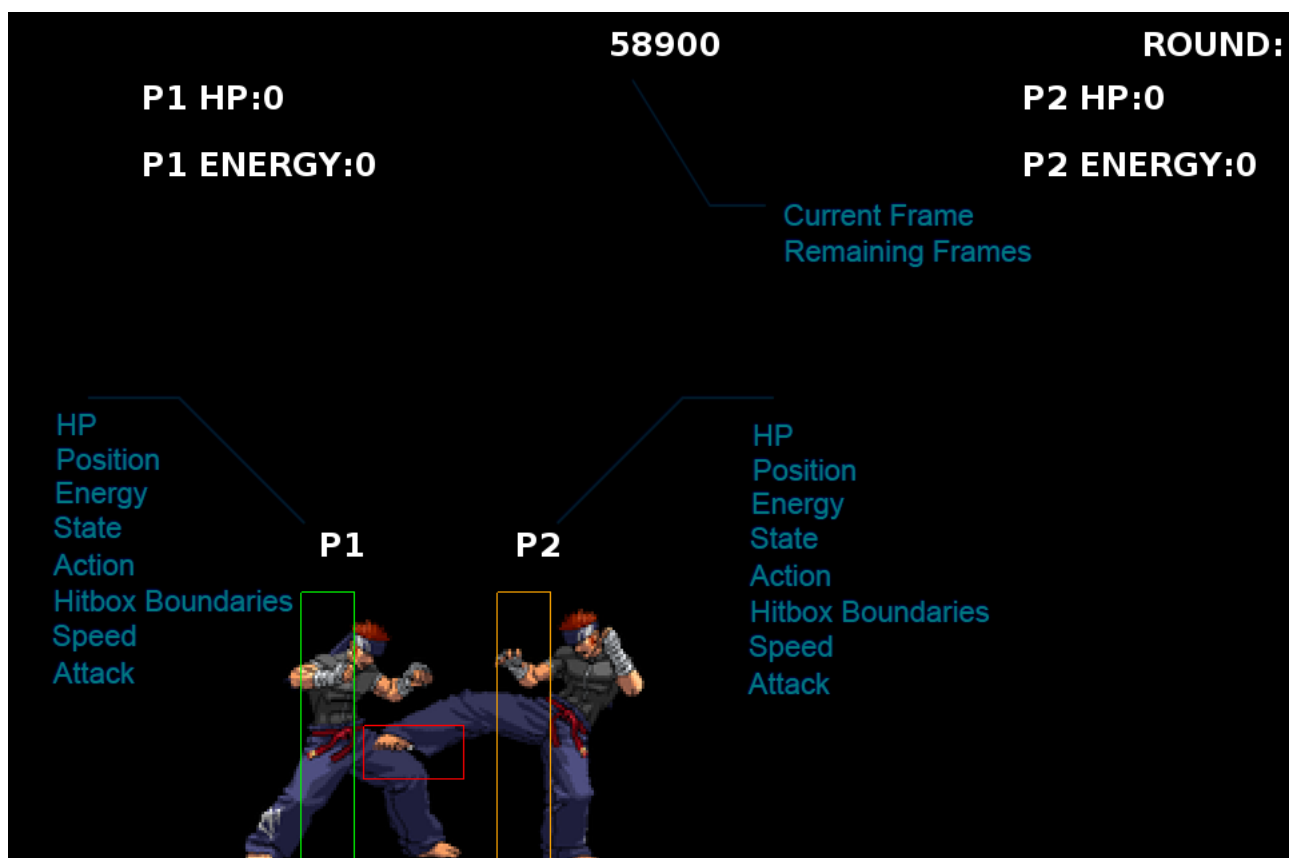 58900
ROUND:
P1 HP:0
P2 HP:0
P1 ENERGY:0
P2 ENERGY:0
Current Frame
Remaining Frames
HP
Position
Energy
State
Action
Hitbox Boundaries
Speed
Attack
HP
Position
Energy
State
Action
Hitbox Boundaries
Speed
Attack
P1
P2